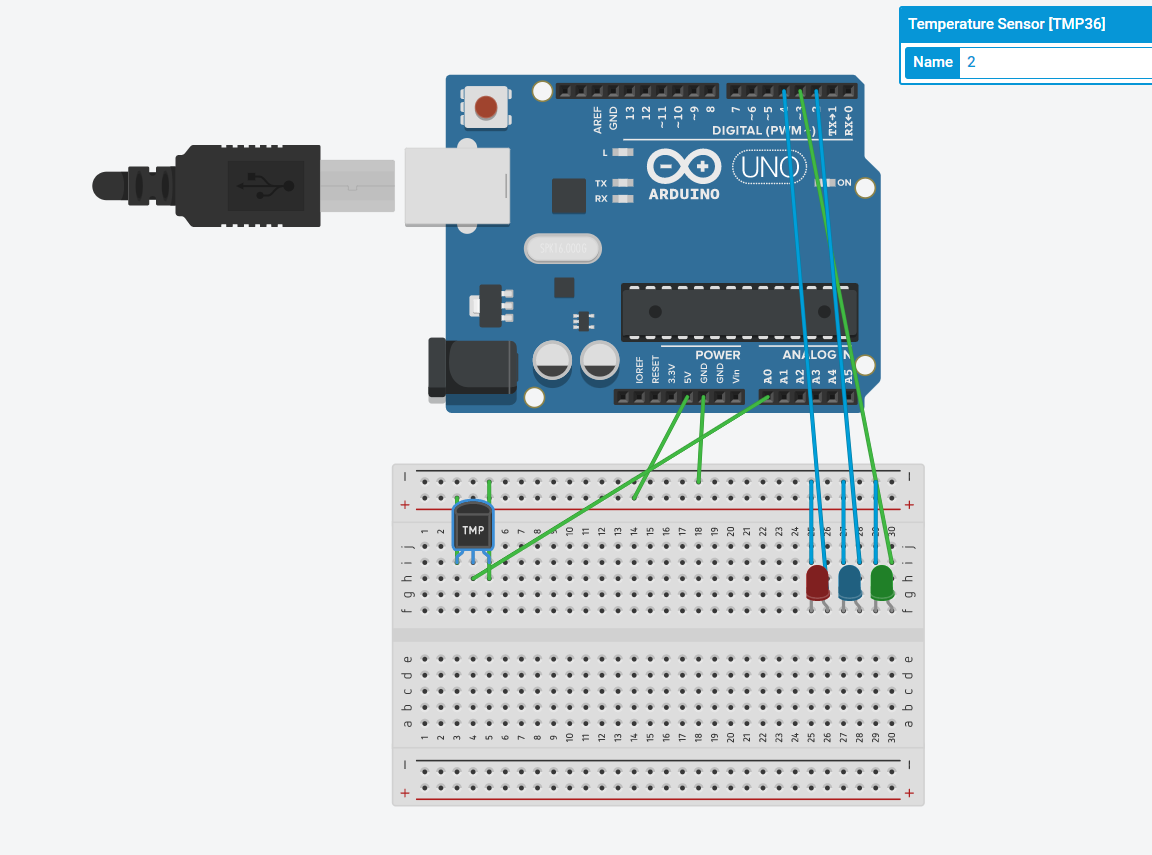 Temperature Sensor [TMP36]
Name 2
AREF GND 13 12 ~11 ~10 ~9 8 7 ~6 ~5 4 ~3 2 TX→1 RX←0
DIGITAL (PWM~)
L
TX
RX
UNO
ARDUINO
ON
SPK16.000G
POWER ANALOG IN
IOREF RESET 3.3V 5V GND GND Vin A0 A1 A2 A3 A4 A5
− −
+ +
TMP
1 2 6 7 8 9 10 11 12 13 14 15 16 17 18 19 20 21 22 23 24 25 26 27 28 29 30
j j
i i
h h
g g
f f
e e
d d
c c
b b
a a
1 2 3 4 5 6 7 8 9 10 11 12 13 14 15 16 17 18 19 20 21 22 23 24 25 26 27 28 29 30
− −
+ +